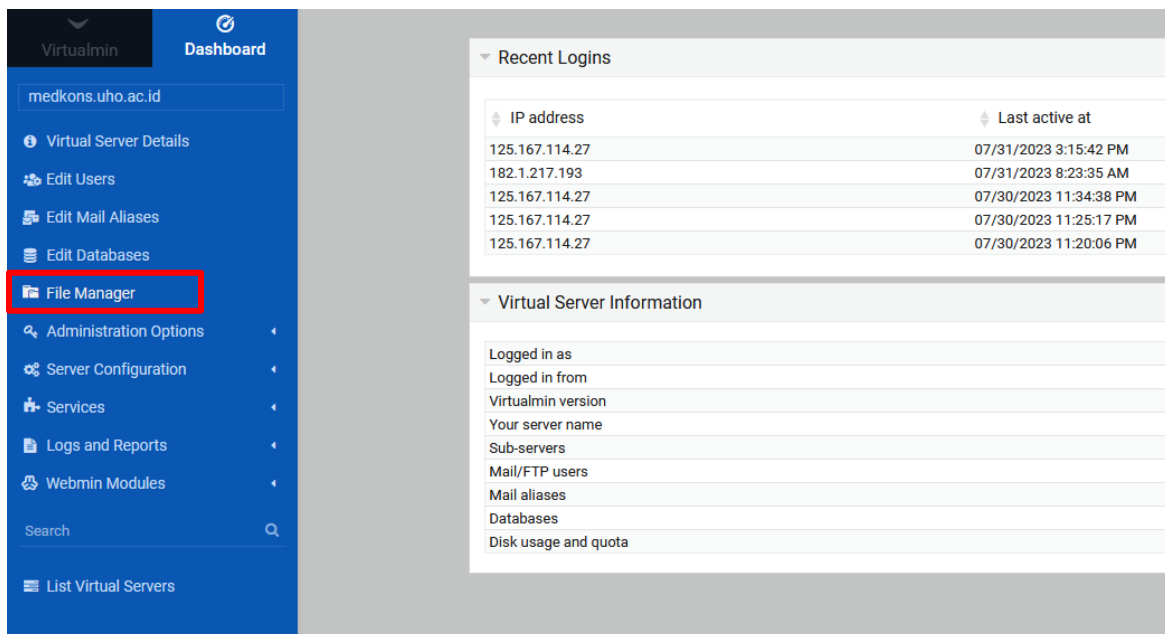 Virtualmin
Dashboard
medkons.uho.ac.id
Virtual Server Details
Edit Users
Edit Mail Aliases
Edit Databases
File Manager
Administration Options
Server Configuration
Services
Logs and Reports
Webmin Modules
Search
List Virtual Servers
Recent Logins
IP address Last active at
125.167.114.27 07/31/2023 3:15:42 PM
182.1.217.193 07/31/2023 8:23:35 AM
125.167.114.27 07/30/2023 11:34:38 PM
125.167.114.27 07/30/2023 11:25:17 PM
125.167.114.27 07/30/2023 11:20:06 PM
Virtual Server Information
Logged in as
Logged in from
Virtualmin version
Your server name
Sub-servers
Mail/FTP users
Mail aliases
Databases
Disk usage and quota